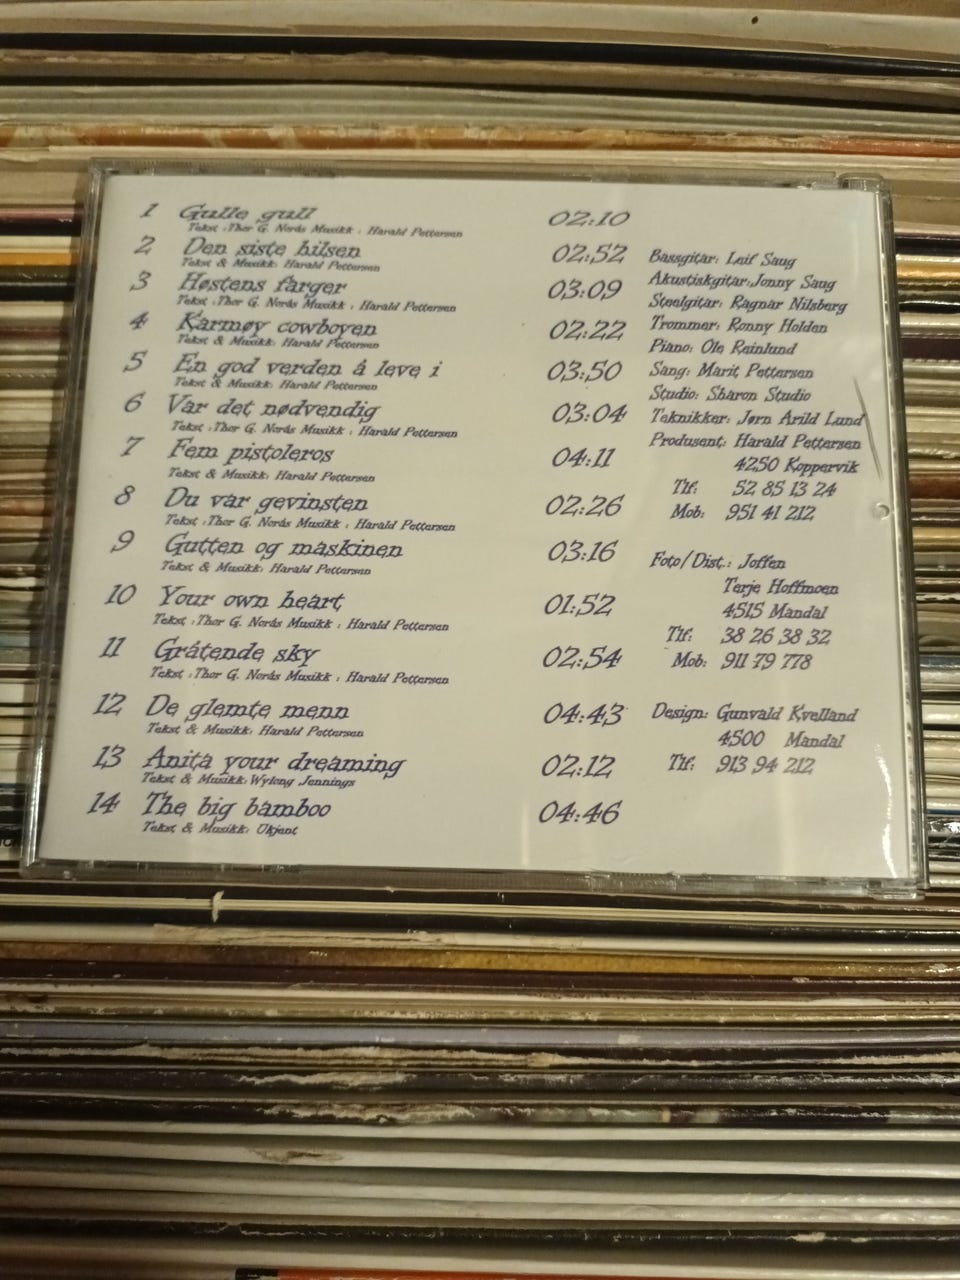 1 Gulle gull 02:10
Tekst : Thor G. Norås Musikk : Harald Pettersen
2 Den siste hilsen 02:52
Tekst & Musikk: Harald Pettersen
3 Høstens farger 03:09
Tekst : Thor G. Norås Musikk : Harald Pettersen
4 Karmøy cowboyen 02:22
Tekst & Musikk: Harald Pettersen
5 En god verden å leve i 03:50
Tekst & Musikk: Harald Pettersen
6 Var det nødvendig 03:04
Tekst : Thor G. Norås Musikk : Harald Pettersen
7 Fem pistoleros 04:11
Tekst & Musikk: Harald Pettersen
8 Du var gevinsten 02:26
Tekst : Thor G. Norås Musikk : Harald Pettersen
9 Gutten og maskinen 03:16
Tekst & Musikk: Harald Pettersen
10 Your own heart 01:52
Tekst : Thor G. Norås Musikk : Harald Pettersen
11 Gråtende sky 02:54
Tekst : Thor G. Norås Musikk : Harald Pettersen
12 De glemte menn 04:43
Tekst & Musikk: Harald Pettersen
13 Anita your dreaming 02:12
Tekst & Musikk: Wylong Jennings
14 The big bamboo 04:46
Tekst & Musikk: Ukjent
Bassgitar: Leif Saug
Akustiskgitar: Jonny Saug
Steelgitar: Ragnar Nilsberg
Trommer: Ronny Holden
Piano: Ole Reinlund
Sang: Marit Pettersen
Studio: Sharon Studio
Teknikker: Jørn Arild Lund
Produsent: Harald Pettersen
4250 Koppervik
Tlf: 52 85 13 24
Mob: 951 41 212
Foto/Dist.: Joffen
Terje Hoffmoen
4515 Mandal
Tlf: 38 26 38 32
Mob: 911 79 778
Design: Gunvald Kvelland
4500 Mandal
Tlf: 913 94 212